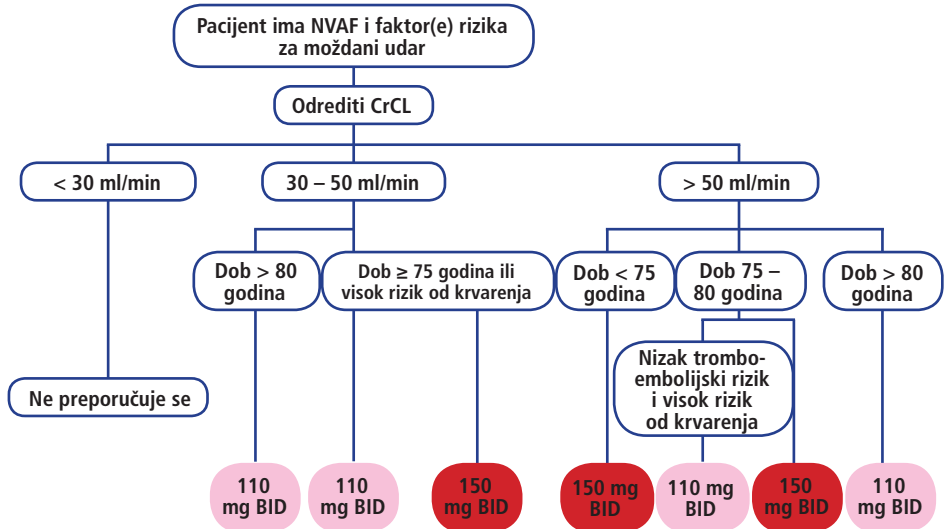 Pacijent ima NVAF i faktor(e) rizika
za moždani udar
Odrediti CrCL
< 30 ml/min
30 – 50 ml/min
> 50 ml/min
Dob > 80
godina
Dob ≥ 75 godina ili
visok rizik od krvarenja
Dob < 75
godina
Dob 75 –
80 godina
Dob > 80
godina
Nizak trombo-
embolijski rizik
i visok rizik
od krvarenja
Ne preporučuje se
110
mg BID
110
mg BID
150
mg BID
150 mg
BID
110 mg
BID
150
mg BID
110
mg BID